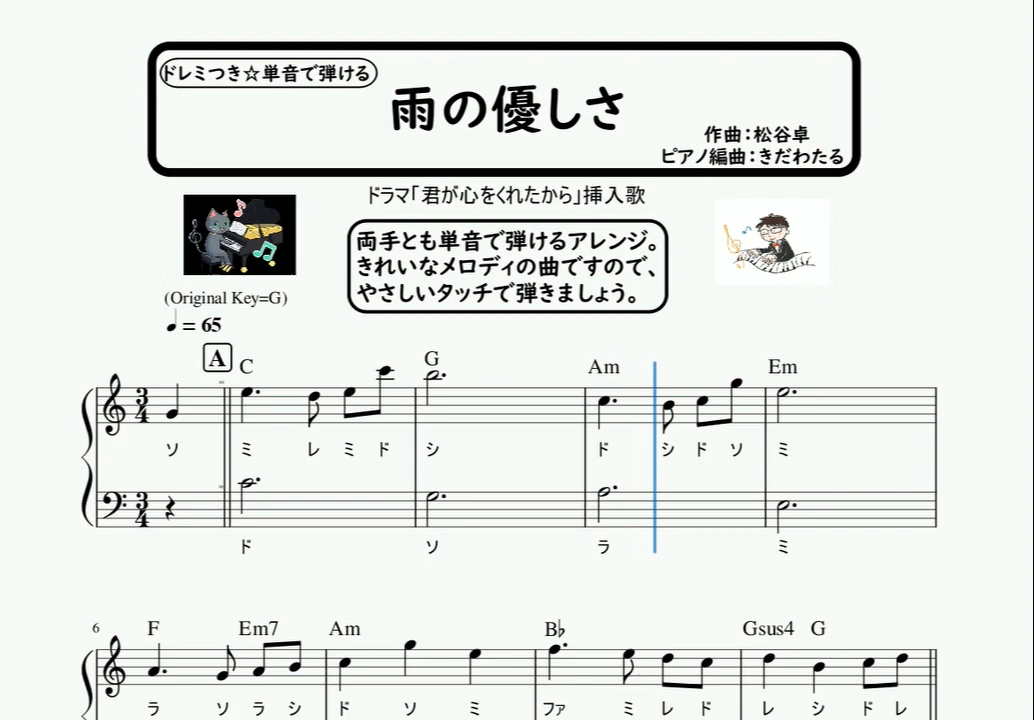 ドレミつき☆単音で弾ける
雨の優しさ
作曲：松谷卓
ピアノ編曲：きだわたる
ドラマ「君が心をくれたから」挿入歌
両手とも単音で弾けるアレンジ。
きれいなメロディの曲ですので、
やさしいタッチで弾きましょう。
(Original Key=G)
♩ = 65
A C G Am Em
3 4
ソ ミ レ ミ ド シ ド シ ド ソ ミ
3 4
ド ソ ラ ミ
6 F Em7 Am B♭ Gsus4 G
ラ ソ ラ シ ド ソ ミ ファ ミ レ ド レ シ ド レ